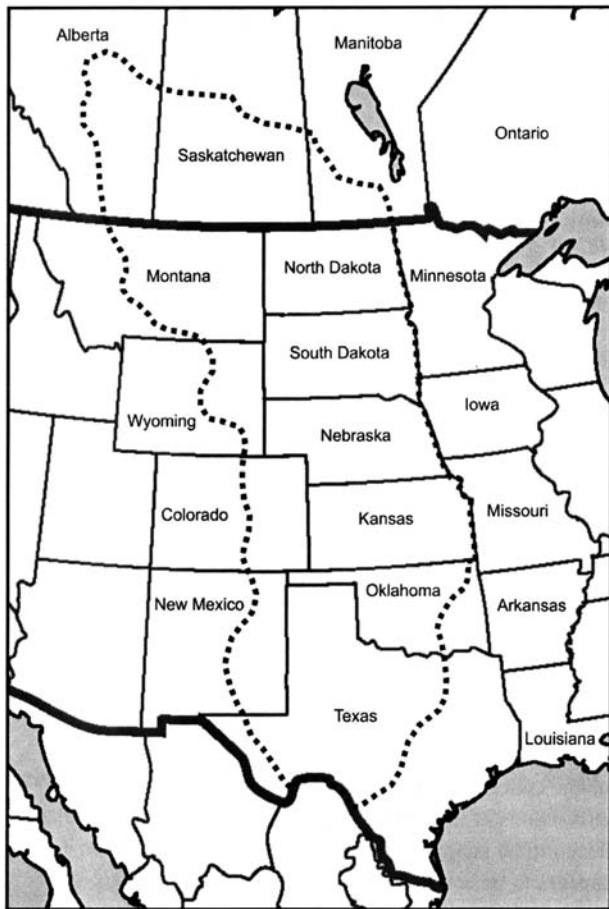 Alberta
Manitoba
Ontario
Saskatchewan
Montana
North Dakota
Minnesota
South Dakota
Wyoming
Iowa
Nebraska
Colorado
Kansas
Missouri
New Mexico
Oklahoma
Arkansas
Texas
Louisiana